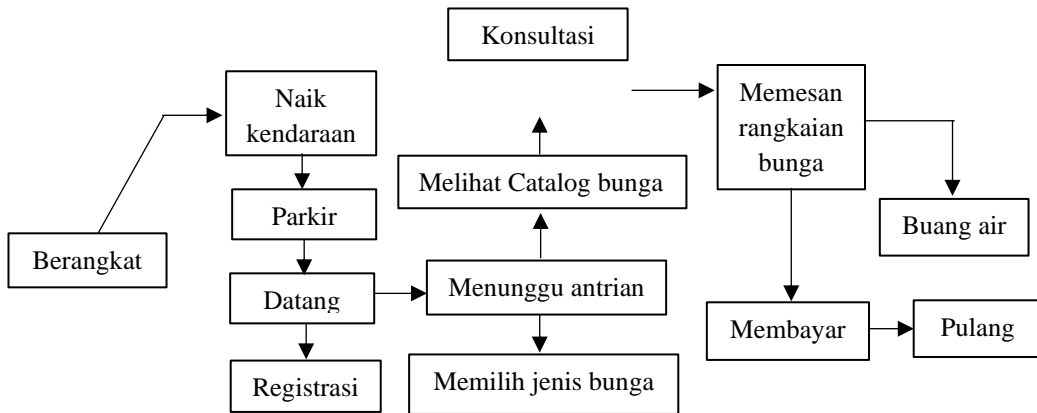 Konsultasi
Naik
kendaraan
Memesan
rangkaian
bunga
Melihat Catalog bunga
Parkir
Buang air
Berangkat
Datang
Menunggu antrian
Membayar
Pulang
Registrasi
Memilih jenis bunga